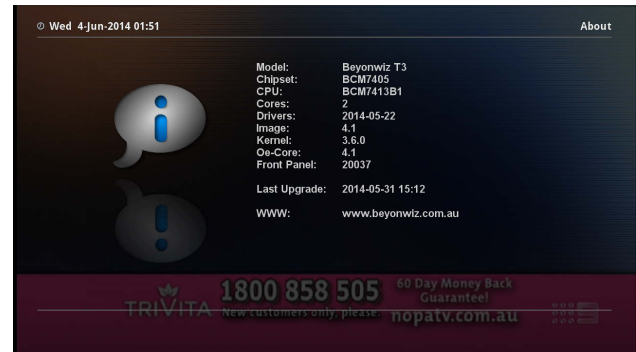 Wed 4-Jun-2014 01:51 About
Model: Beyonwiz T3
Chipset: BCM7405
CPU: BCM7413B1
Cores: 2
Drivers: 2014-05-22
Image: 4.1
Kernel: 3.6.0
Oe-Core: 4.1
Front Panel: 20037
Last Upgrade: 2014-05-31 15:12
WWW: www.beyonwiz.com.au
TRIVITA
1800 858 505
New customers only, please.
60 Day Money Back
Guarantee!
nopatv.com.au